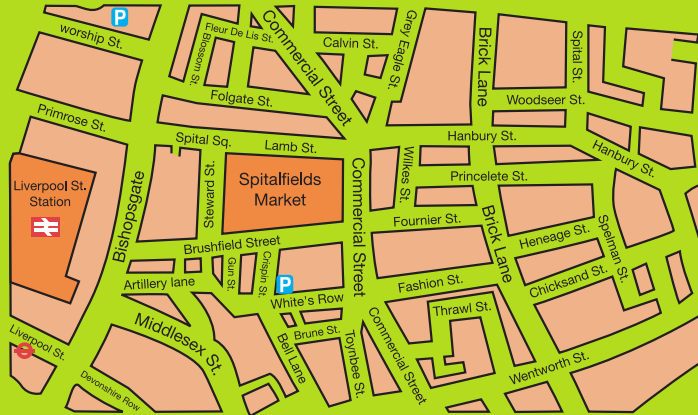 P
worship St.
Fleur De Lis St.
Blossom St.
Commercial Street
Calvin St.
Grey Eagle St.
Brick Lane
Spital St.
Woodseer St.
Folgate St.
Primrose St.
Spital Sq.
Lamb St.
Hanbury St.
Hanbury St.
Liverpool St.
Station
Bishopsgate
Steward St.
Spitalfields
Market
Commercial Street
Wilkes St.
Princelete St.
Fournier St.
Brick Lane
Heneage St.
Spelman St.
Brushfield Street
Gun St.
Crispin St.
P
Artillery lane
White's Row
Fashion St.
Chicksand St.
Thrawl St.
Liverpool St.
Middlesex St.
Bell Lane
Brune St.
Toynbee St.
Commercial Street
Wentworth St.
Devonshire Row